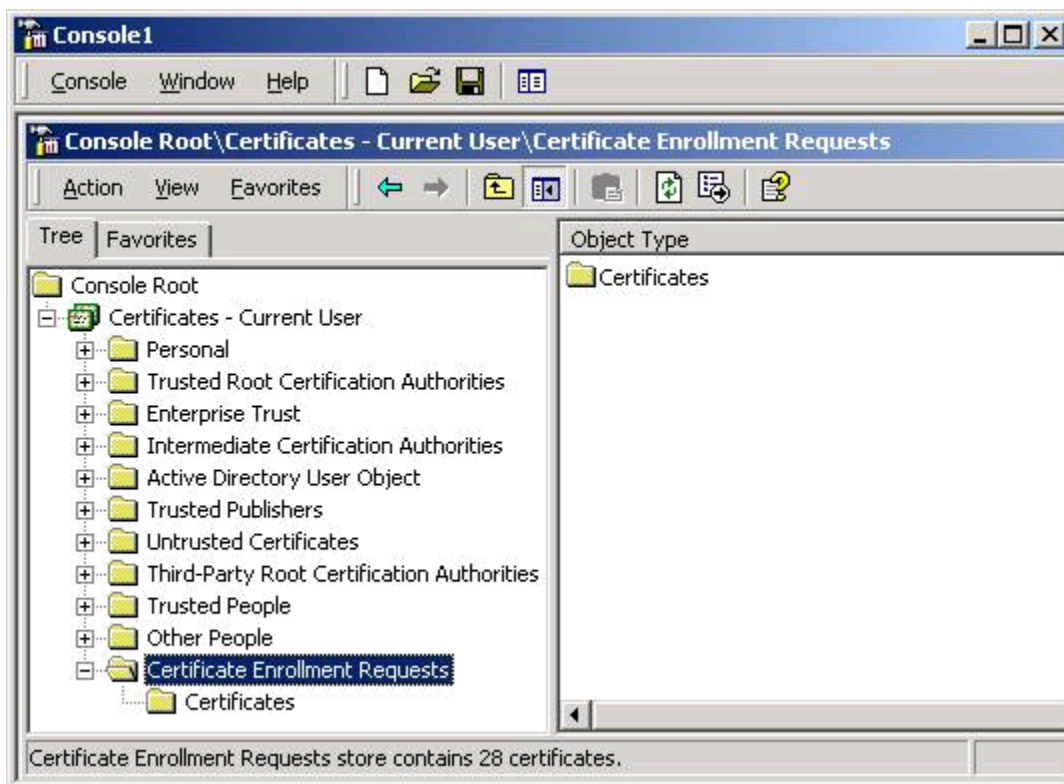 Console1
Console Window Help
Console Root\Certificates - Current User\Certificate Enrollment Requests
Action View Favorites
Tree Favorites
Object Type
Console Root
Certificates
Certificates - Current User
Personal
Trusted Root Certification Authorities
Enterprise Trust
Intermediate Certification Authorities
Active Directory User Object
Trusted Publishers
Untrusted Certificates
Third-Party Root Certification Authorities
Trusted People
Other People
Certificate Enrollment Requests
Certificates
Certificate Enrollment Requests store contains 28 certificates.